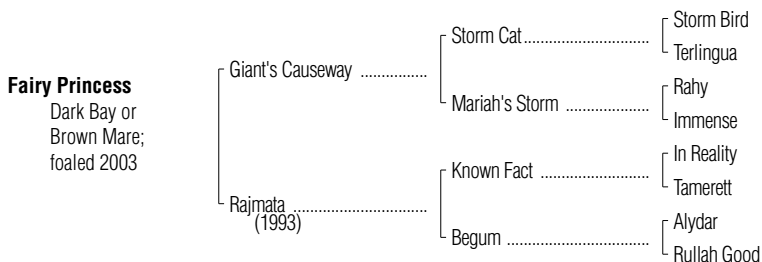 Fairy Princess
Dark Bay or
Brown Mare;
foaled 2003
Giant's Causeway ................
Rajmata ................................
(1993)
Storm Cat..............................
Mariah's Storm ....................
Known Fact ..........................
Begum ..................................
Storm Bird
Terlingua
Rahy
Immense
In Reality
Tamerett
Alydar
Rullah Good